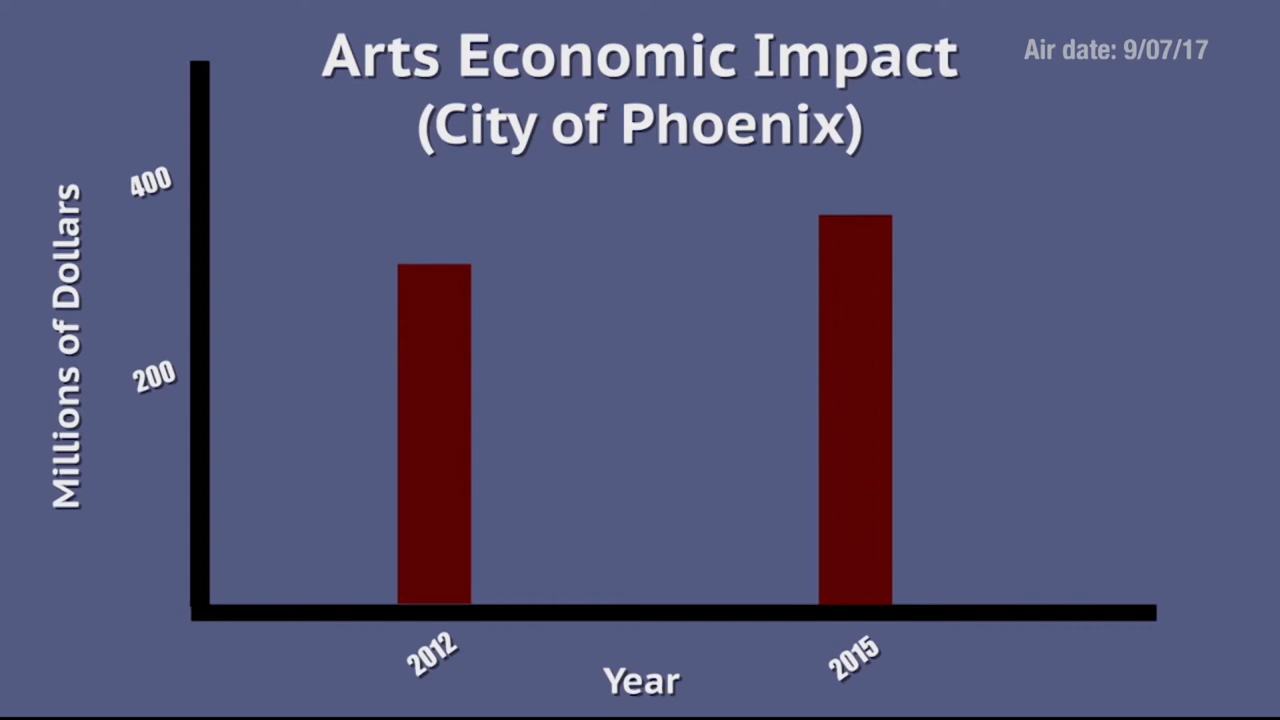 Arts Economic Impact
(City of Phoenix)
Air date: 9/07/17
Millions of Dollars
400
200
2012
2015
Year